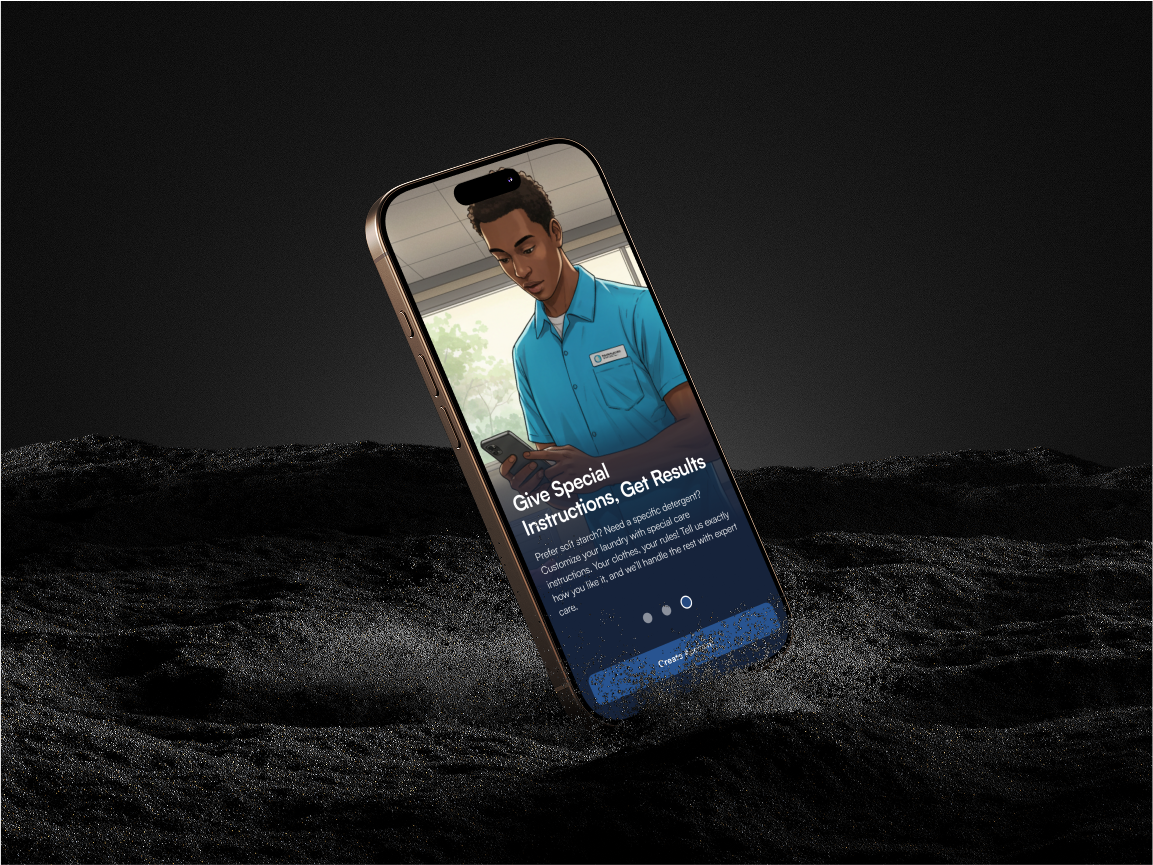 Give Special
Instructions, Get Results
Prefer soft starch? Need a specific detergent?
Customize your laundry with special care
instructions. Your clothes, your rules! Tell us exactly
how you like it, and we'll handle the rest with expert
care.
Create